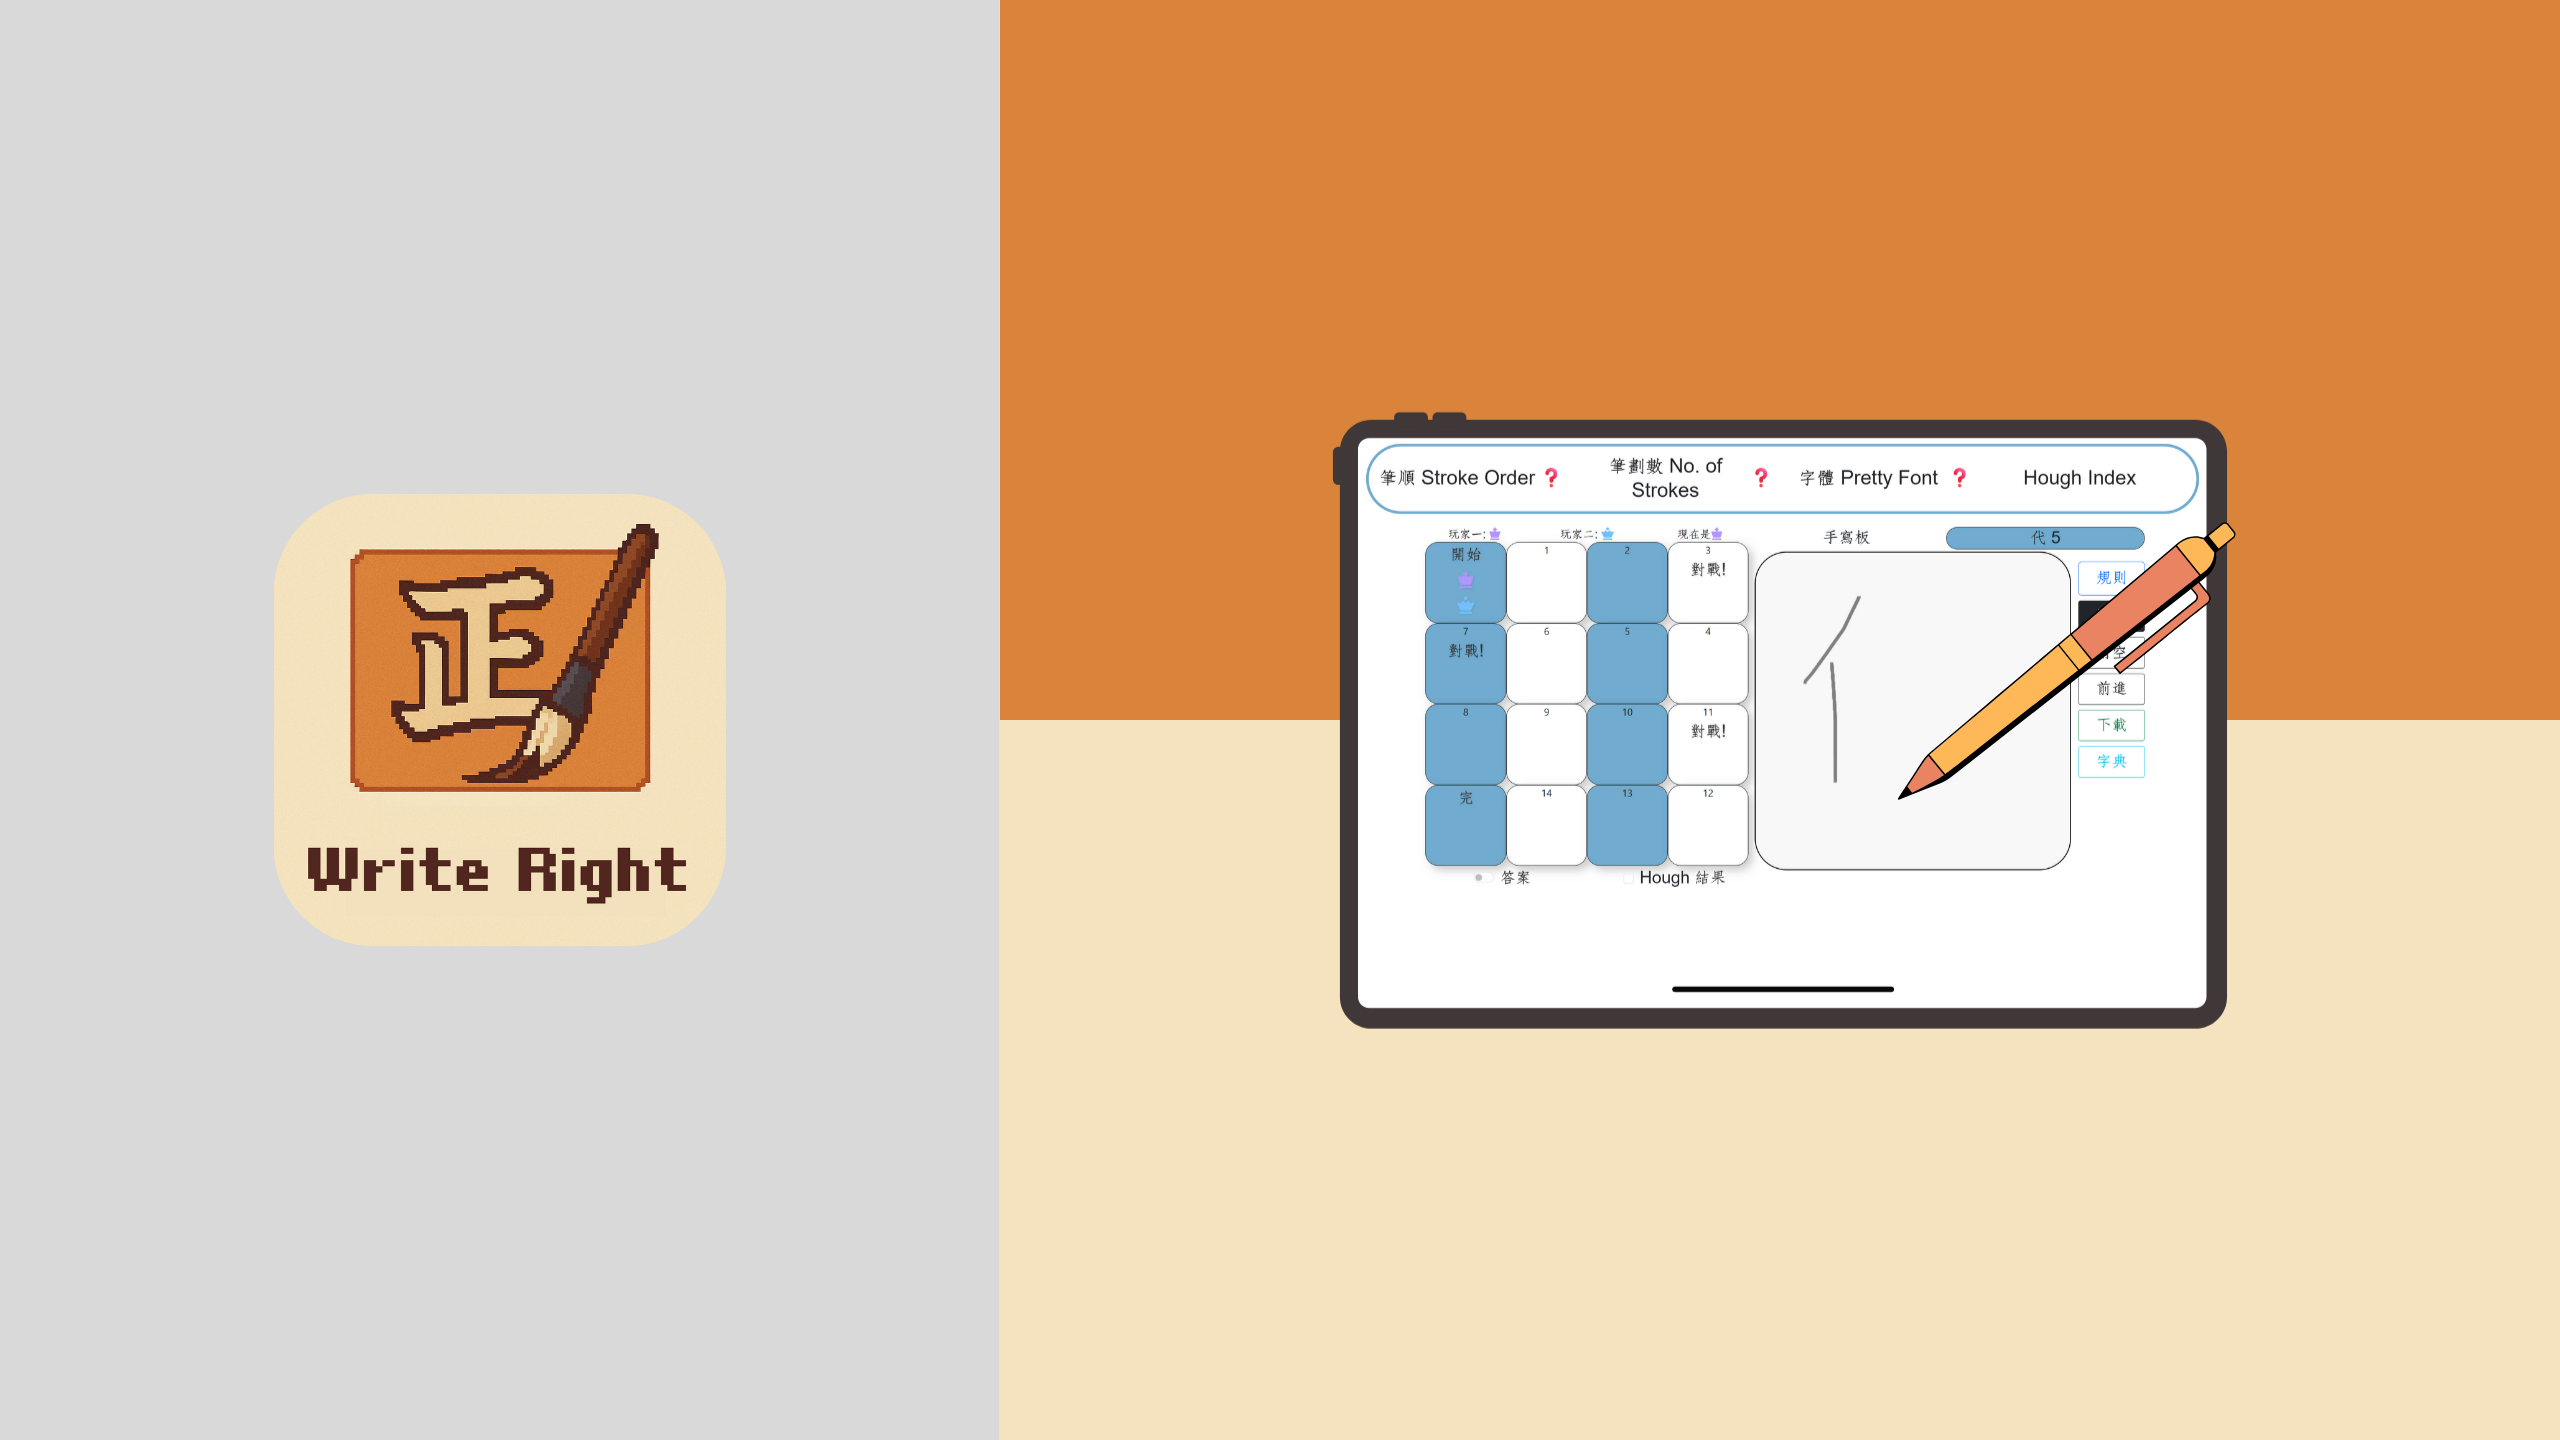 正
Write Right
筆順 Stroke Order ❓
筆劃數 No. of
Strokes ❓
字體 Pretty Font ❓
Hough Index
玩家一:
玩家二:
現在是
開始
1
2
3
對戰!
7
對戰!
6
5
4
8
9
10
11
對戰!
完
14
13
12
答案
Hough 結果
手寫板
代 5
規則
空
前進
下載
字典